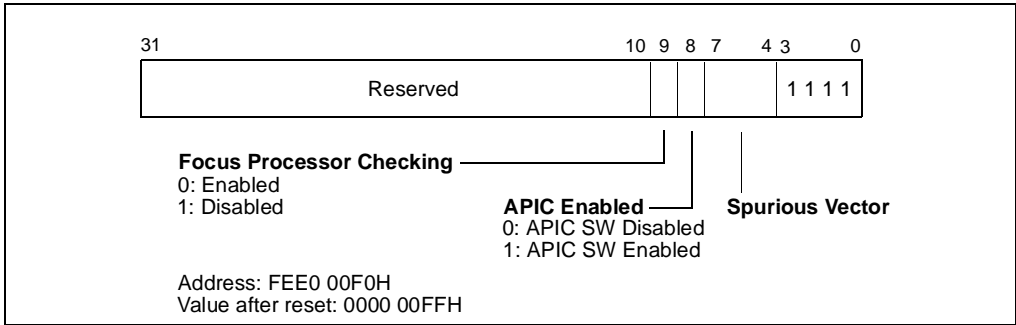 31 10 9 8 7 4 3 0
Reserved 1 1 1 1
Focus Processor Checking
0: Enabled
1: Disabled
APIC Enabled Spurious Vector
0: APIC SW Disabled
1: APIC SW Enabled
Address: FEE0 00F0H
Value after reset: 0000 00FFH